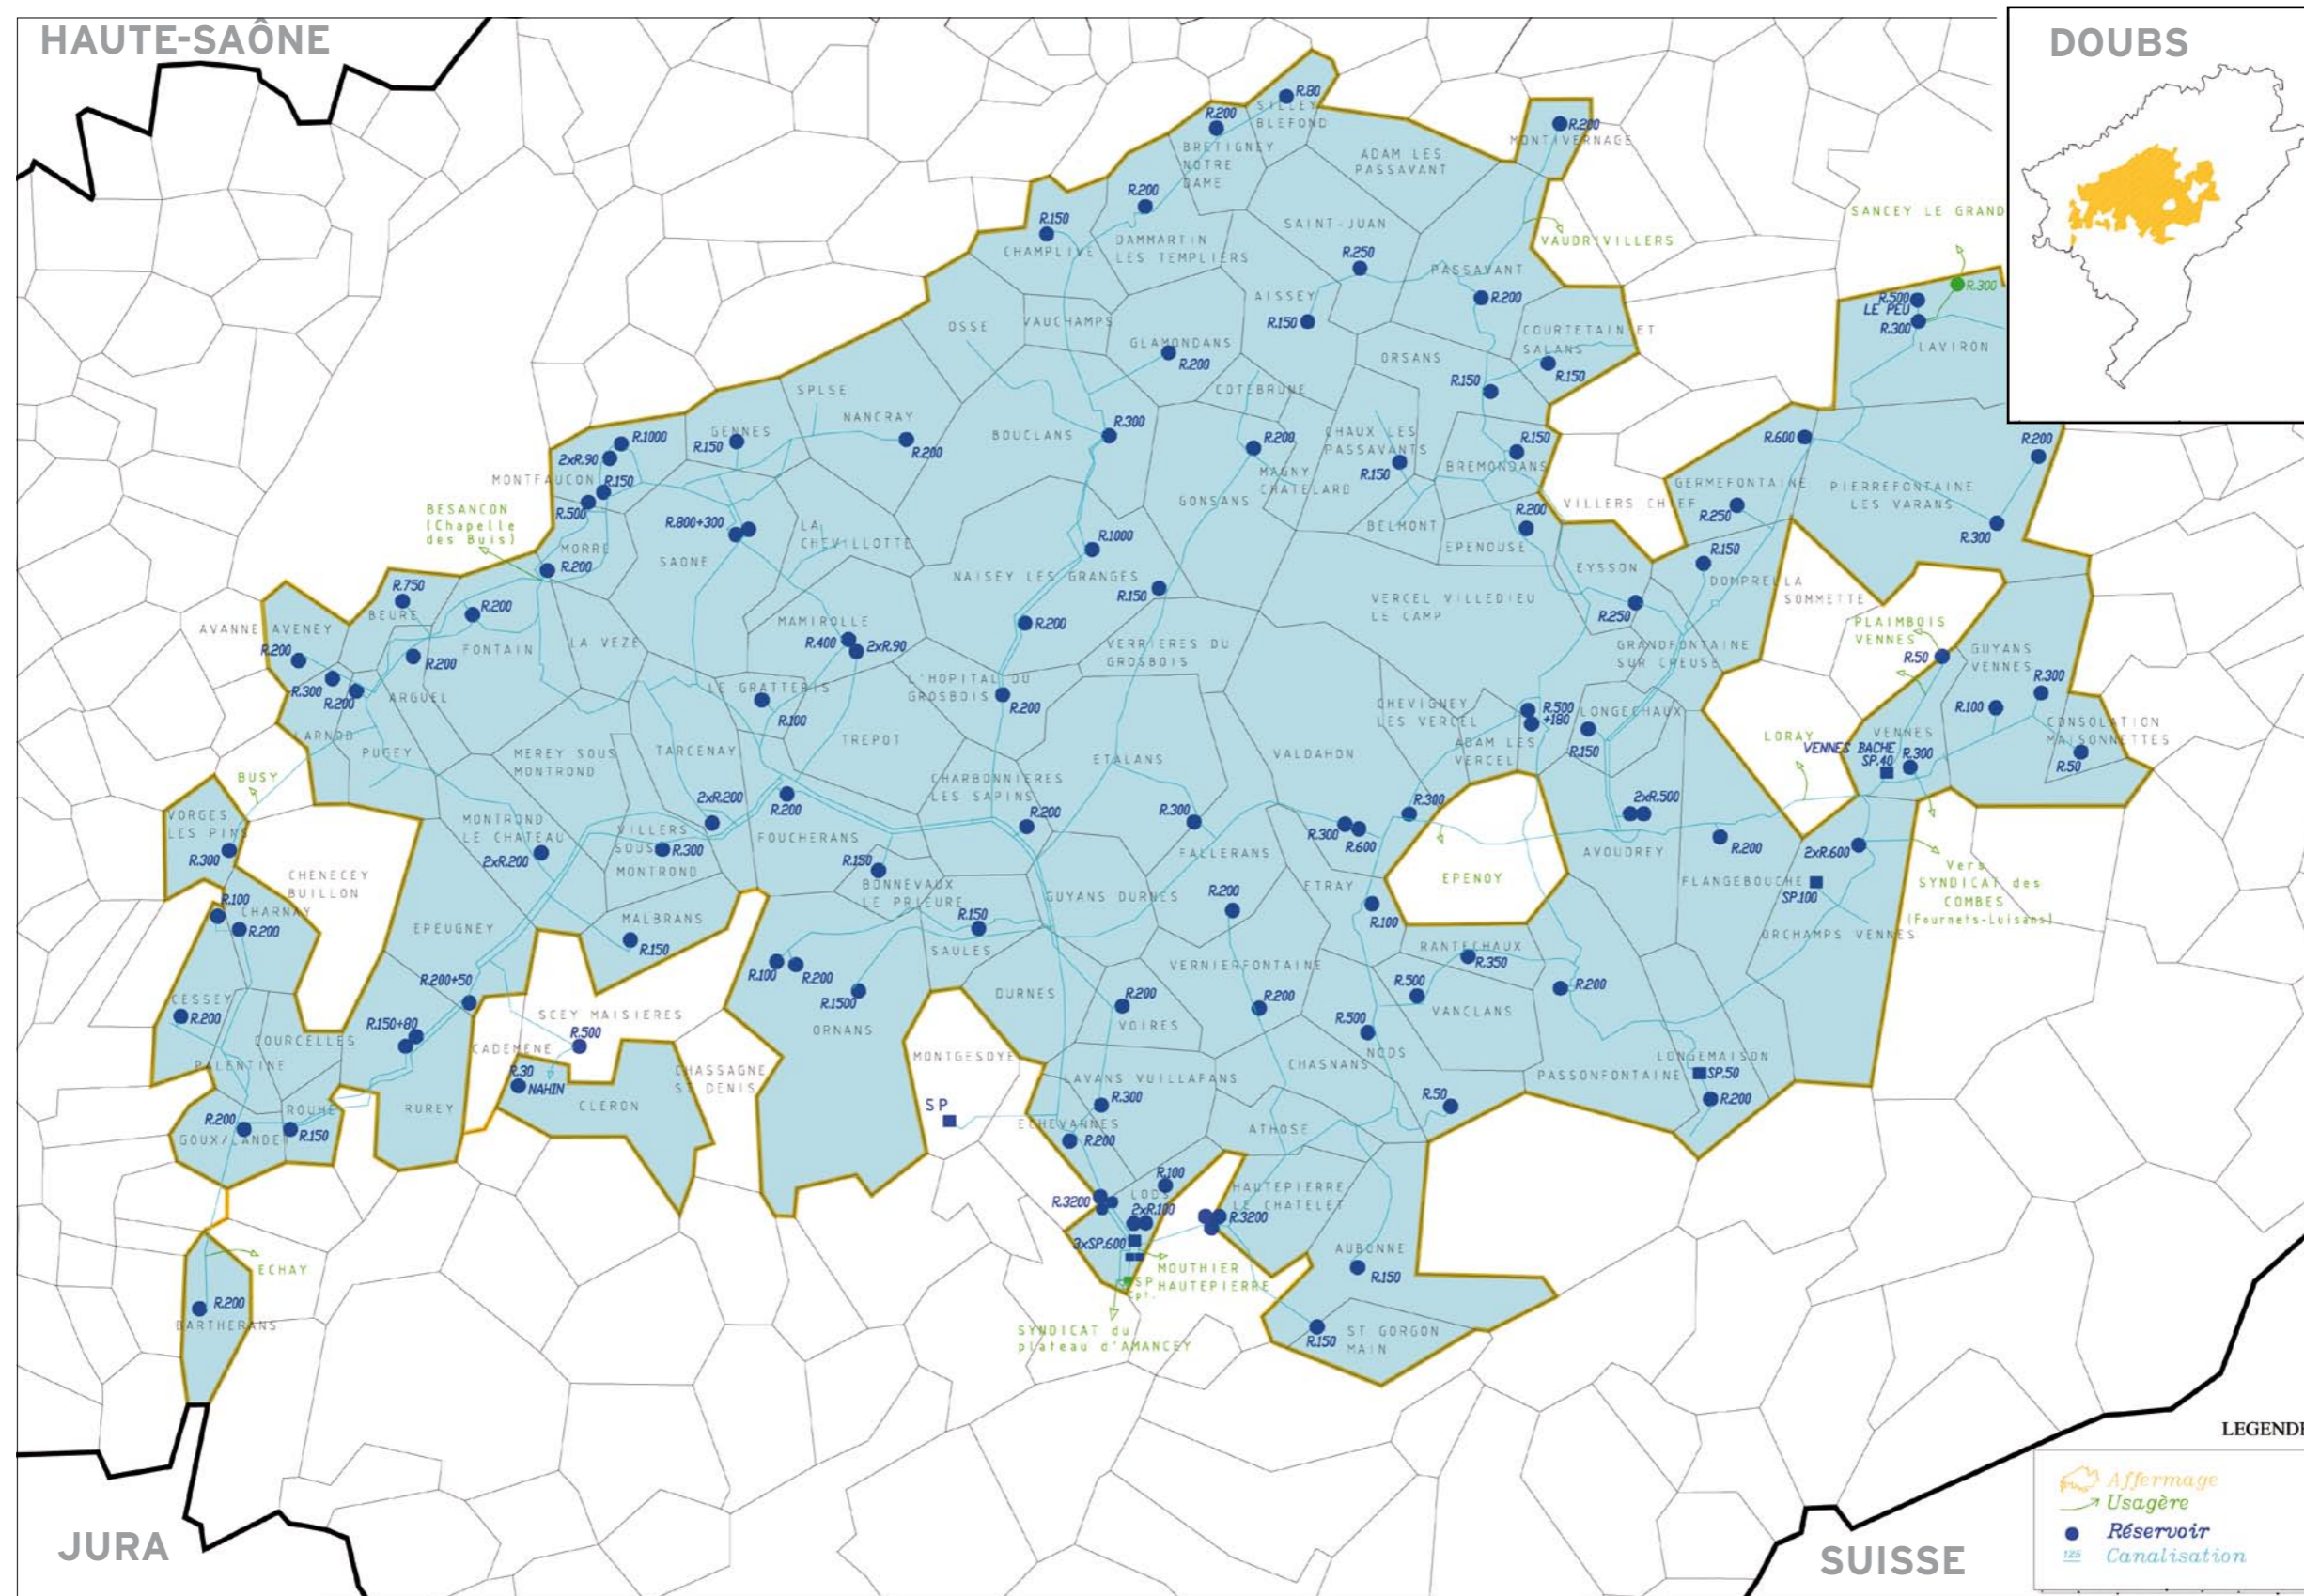 HAUTE-SAÔNE
DOUBS
R.80
SILLEY
BLEFOND
R.200
BRETIGNEY
NOTRE
DAME
ADAM LES
PASSAVANT
R.200
MONTIVERNAGE
R.200
R.150
CHAMPLIVE
DAMMARTIN
LES TEMPLIERS
SAINT-JUAN
R.250
VAUDRIVILLERS
SANCEY LE GRAND
PASSAVANT
R.200
AISSEY
R.150
R.300
R.500
LE PEU
R.300
LAVIRON
OSSE
VAUCHAMPS
GLAMONDANS
R.200
COURTETAIN ET
SALANS
R.150
ORSANS
R.150
COTEBRUNE
SPLSE
NANCRAY
R.200
GENNES
R.150
R.1000
2xR.90
MONTFAUCON
R.150
R.500
BOUCLANS
R.300
R.200
MAGNY
CHATELARD
CHAUX LES
PASSAVANTS
R.150
R.150
BREMONDANS
R.600
R.200
BESANCON
(Chapelle
des Buis)
R.800+300
LA
CHEVILLOTTE
GONSANS
BELMONT
R.200
EPENOUSE
VILLERS CHIEF
GERMEFONTAINE
R.250
PIERREFONTAINE
LES VARANS
R.300
MORRE
R.200
SAONE
R.1000
NAISEY LES GRANGES
R.150
EYSSON
R.150
DOMPRELLA
SOMMETTE
R.750
BEURE
R.200
VERCEL VILLEDIEU
LE CAMP
R.250
AVANNE AVENEY
R.200
FONTAIN
LA VEZE
MAMIROLLE
R.400
2xR.90
R.200
VERRIERES DU
GROSBOIS
GRANDFONTAINE
SUR CREUSE
PLAIMBOIS
VENNES
R.50
GUYANS
VENNES
R.300
R.200
R.300
R.200
ARGUEL
LE GRATTERIS
R.100
L'HOPITAL DU
GROSBOIS
R.200
CHEVIGNEY
LES VERCEL
R.500
+180
LONGECHAUX
R.150
R.100
LARNOD
PUGEY
MEREY SOUS
MONTROND
TARCENAY
TREPOT
ETALANS
VALDAHON
ADAM LES
VERCEL
LORAY
VENNES
VENNES BACHE
SP.40
R.300
CONSOLATION
MAISONNETTES
R.50
BUSY
CHARBONNIERES
LES SAPINS
2xR.200
R.200
VORGES
LES PINS
R.300
MONTROND
LE CHATEAU
2xR.200
VILLERS
SOUS
MONTROND
R.300
FOUCHERANS
R.200
R.300
R.300
R.600
R.300
2xR.500
R.200
2xR.600
CHENECEY
BUILLON
R.150
BONNEVAUX
LE PRIEURE
FALLERANS
EPENOY
AVOUDREY
FLANGEBOUCHE
SP.100
Vers
SYNDICAT des
COMBES
(Fournets-Luisans)
R.100
CHARNAY
R.200
EPEUGNEY
MALBRANS
R.150
R.150
SAULES
GUYANS DURNES
R.200
ETRAY
R.100
ORCHAMPS VENNES
RANTECHAUX
R.350
R.100
R.200
R.1500
ORNANS
VERNIERFONTAINE
R.200+50
CESSEY
R.200
R.150+80
SCEY MAISIERES
R.500
DURNES
R.200
VOIRES
R.200
R.500
R.500
VANCLANS
R.200
COURCELLES
PALENTINE
CADEMENE
R.30
NAHIN
CHASSAGNE
ST DENIS
CLERON
MONTGESOYE
LAVANS VUILLAFANS
R.300
CHASNANS
NODS
PASSONFONTAINE
LONGEMAISON
SP.50
R.200
R.200
ROUHE
GOUX/LANDET
R.150
RUREY
SP
ECHEVANNES
R.200
ATHOSE
R.50
R.100
R.3200
LODS
2xR.100
R.3200
HAUTEPIERRE
LE CHATELET
3xSP.600
ECHAY
MOUTHIER
HAUTEPIERRE
SP
AUBONNE
R.150
R.200
BARTHERANS
SYNDICAT du
plateau d'AMANCEY
R.150
ST GORGON
MAIN
LEGENDE
Affermage
Usagère
Réservoir
125
Canalisation
JURA
SUISSE